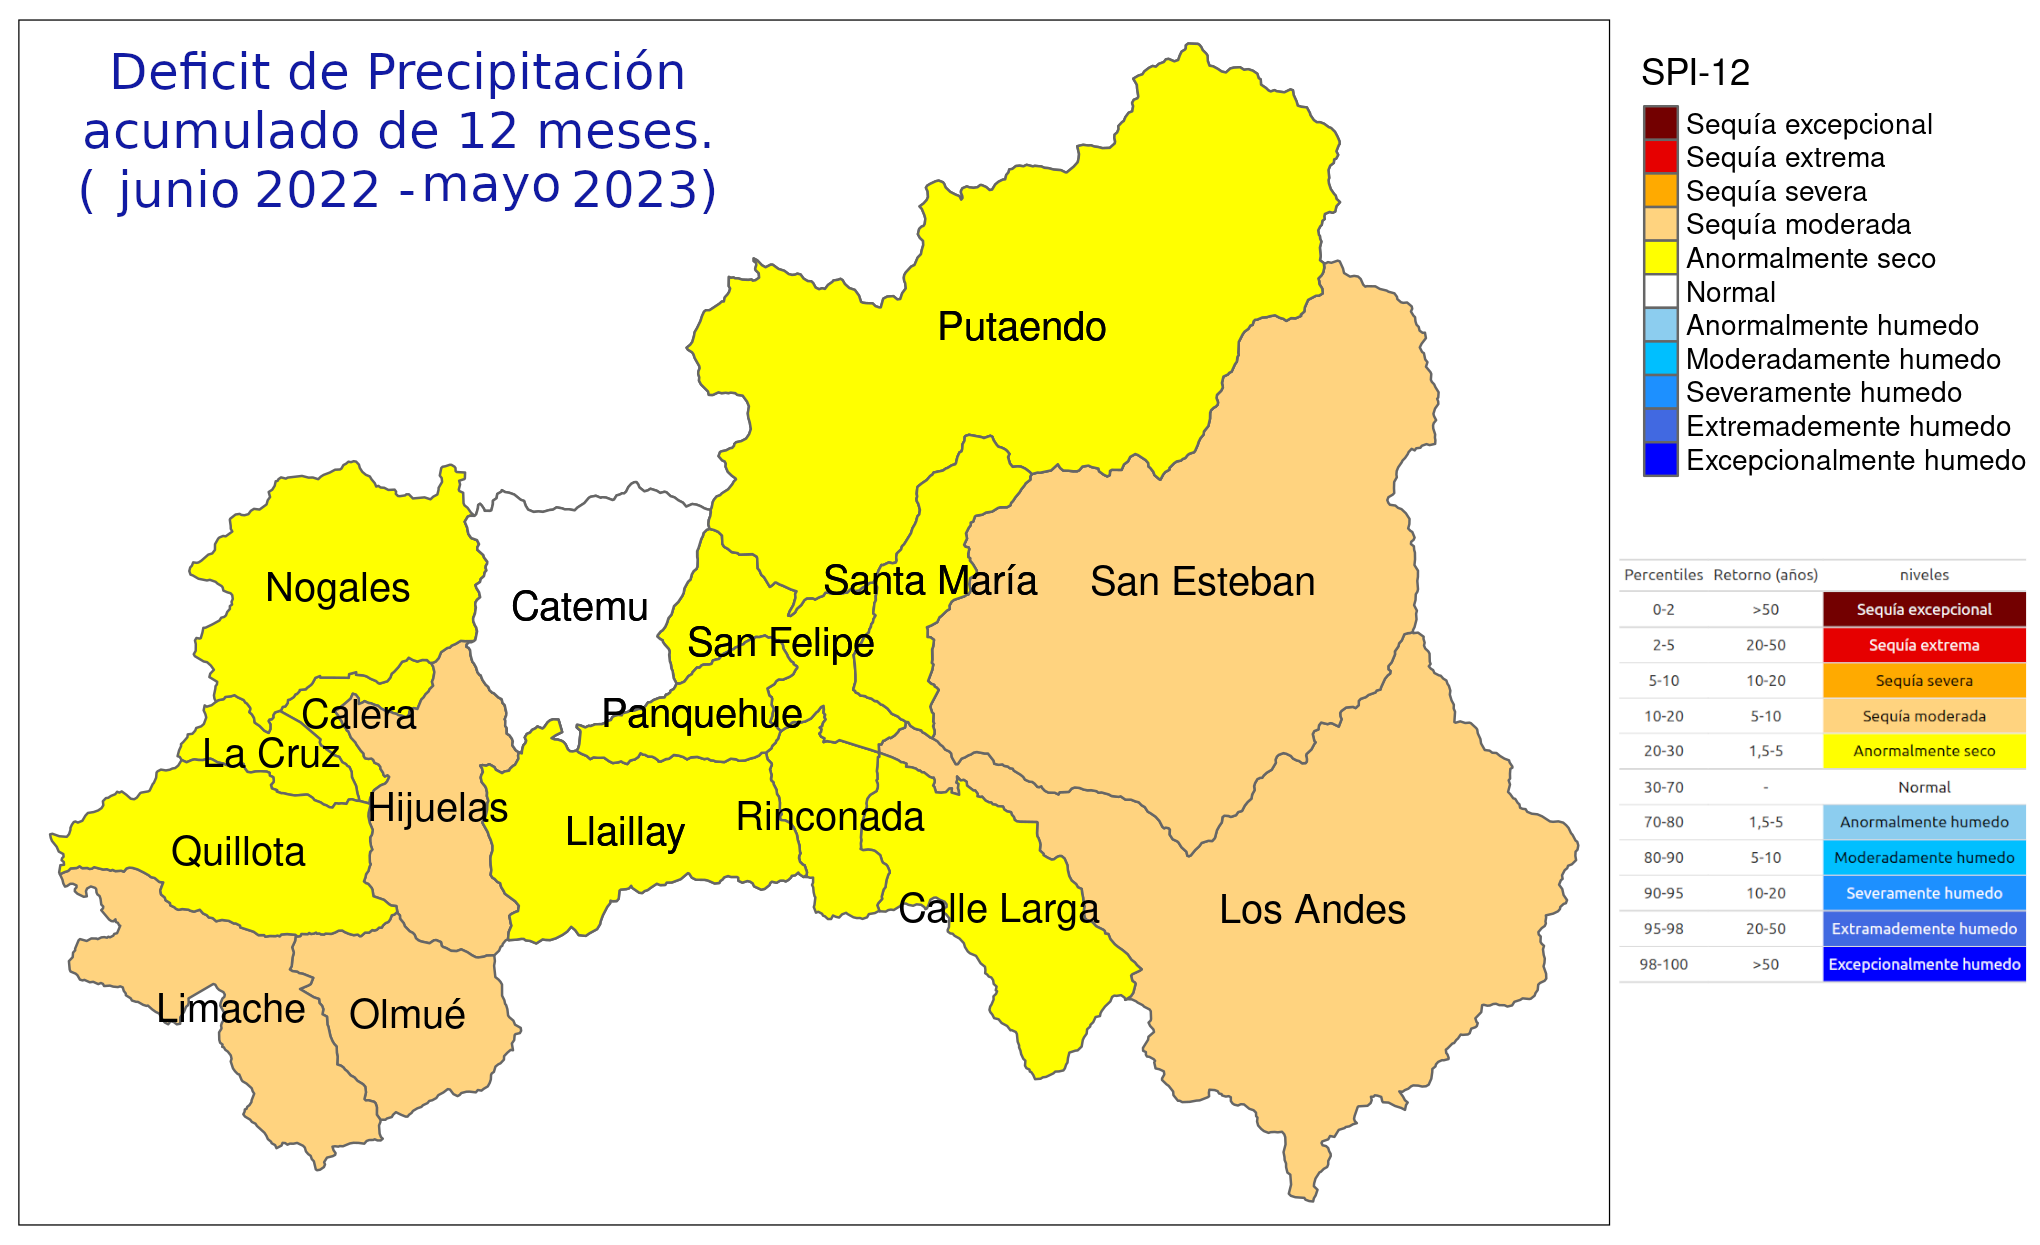 Deficit de Precipitación
acumulado de 12 meses.
( junio 2022 - mayo 2023)
SPI-12
Sequía excepcional
Sequía extrema
Sequía severa
Sequía moderada
Anormalmente seco
Normal
Anormalmente humedo
Moderadamente humedo
Severamente humedo
Extremademente humedo
Excepcionalmente humedo
Putaendo
Nogales
Catemu
Santa María
San Esteban
San Felipe
Calera
Panquehue
La Cruz
Hijuelas
Llaillay
Rinconada
Quillota
Calle Larga
Los Andes
Limache
Olmué
Percentiles Retorno (años) niveles
0-2 >50 Sequía excepcional
2-5 20-50 Sequía extrema
5-10 10-20 Sequía severa
10-20 5-10 Sequía moderada
20-30 1,5-5 Anormalmente seco
30-70 - Normal
70-80 1,5-5 Anormalmente humedo
80-90 5-10 Moderadamente humedo
90-95 10-20 Severamente humedo
95-98 20-50 Extramademente humedo
98-100 >50 Excepcionalmente humedo